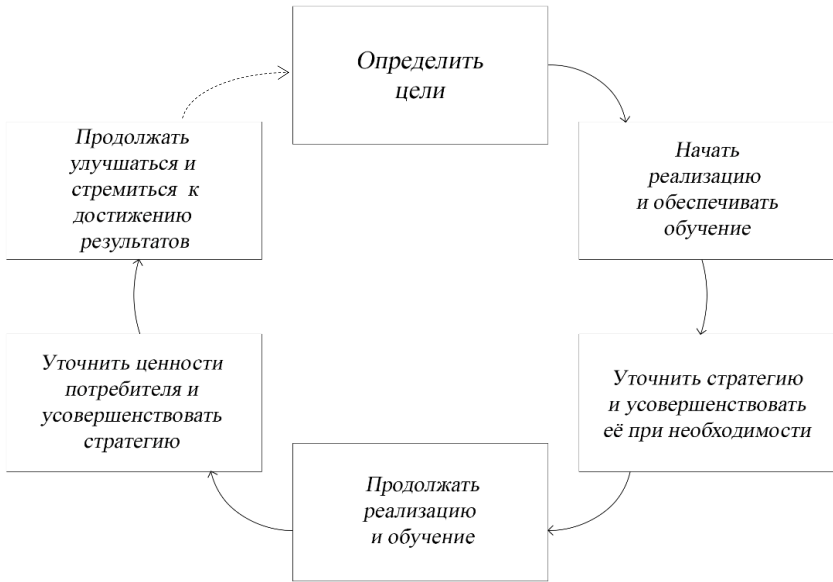 Определить
цели
Начать
реализацию
и обеспечивать
обучение
Уточнить стратегию
и усовершенствовать
её при необходимости
Продолжать
реализацию
и обучение
Уточнить ценности
потребителя и
усовершенствовать
стратегию
Продолжать
улучшаться и
стремиться к
достижению
результатов